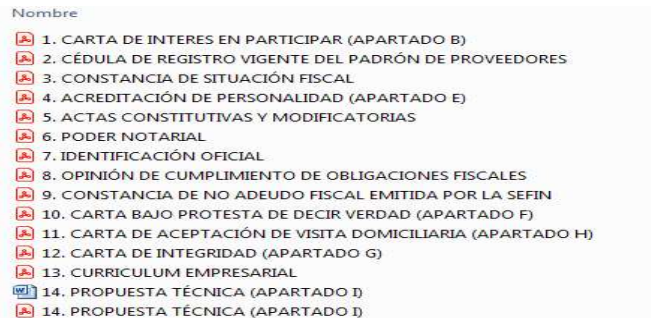 Nombre
1. CARTA DE INTERES EN PARTICIPAR (APARTADO B)
2. CÉDULA DE REGISTRO VIGENTE DEL PADRÓN DE PROVEEDORES
3. CONSTANCIA DE SITUACIÓN FISCAL
4. ACREDITACIÓN DE PERSONALIDAD (APARTADO E)
5. ACTAS CONSTITUTIVAS Y MODIFICATORIAS
6. PODER NOTARIAL
7. IDENTIFICACIÓN OFICIAL
8. OPINIÓN DE CUMPLIMIENTO DE OBLIGACIONES FISCALES
9. CONSTANCIA DE NO ADEUDO FISCAL EMITIDA POR LA SEFIN
10. CARTA BAJO PROTESTA DE DECIR VERDAD (APARTADO F)
11. CARTA DE ACEPTACIÓN DE VISITA DOMICILIARIA (APARTADO H)
12. CARTA DE INTEGRIDAD (APARTADO G)
13. CURRICULUM EMPRESARIAL
14. PROPUESTA TÉCNICA (APARTADO I)
14. PROPUESTA TÉCNICA (APARTADO I)